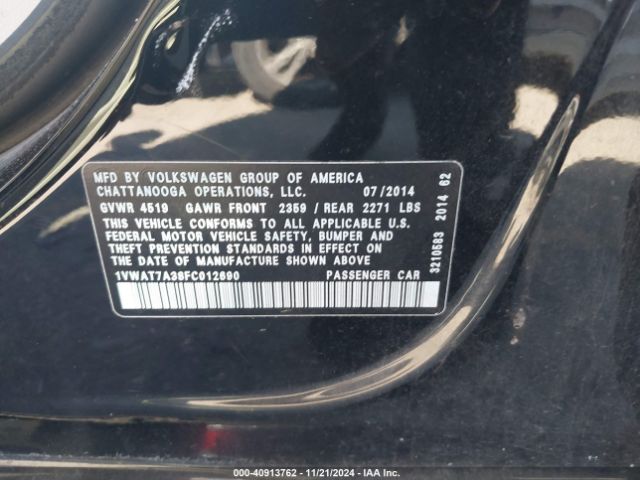 MFD BY VOLKSWAGEN GROUP OF AMERICA
CHATTANOOGA OPERATIONS, LLC. 07/2014
GVWR 4519 GAWR FRONT 2359 / REAR 2271 LBS
THIS VEHICLE CONFORMS TO ALL APPLICABLE U.S.
FEDERAL MOTOR VEHICLE SAFETY, BUMPER AND
THEFT PREVENTION STANDARDS IN EFFECT ON
THE DATE OF MANUFACTURE SHOWN ABOVE
1VWAT7A38FC012690 PASSENGER CAR
3210583 2014 62
000-40913762 - 11/21/2024 - IAA Inc.